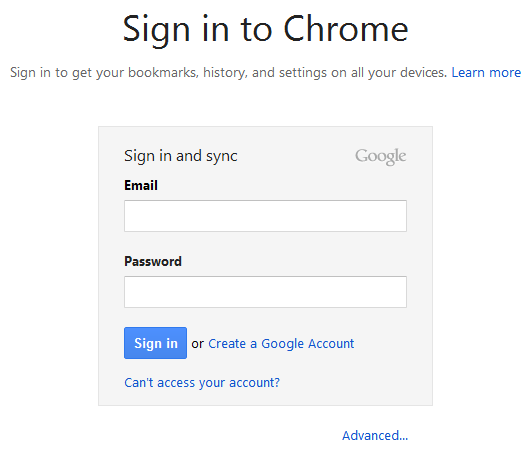 Sign in to Chrome
Sign in to get your bookmarks, history, and settings on all your devices. Learn more
Sign in and sync Google
Email
Password
Sign in or Create a Google Account
Can't access your account?
Advanced...